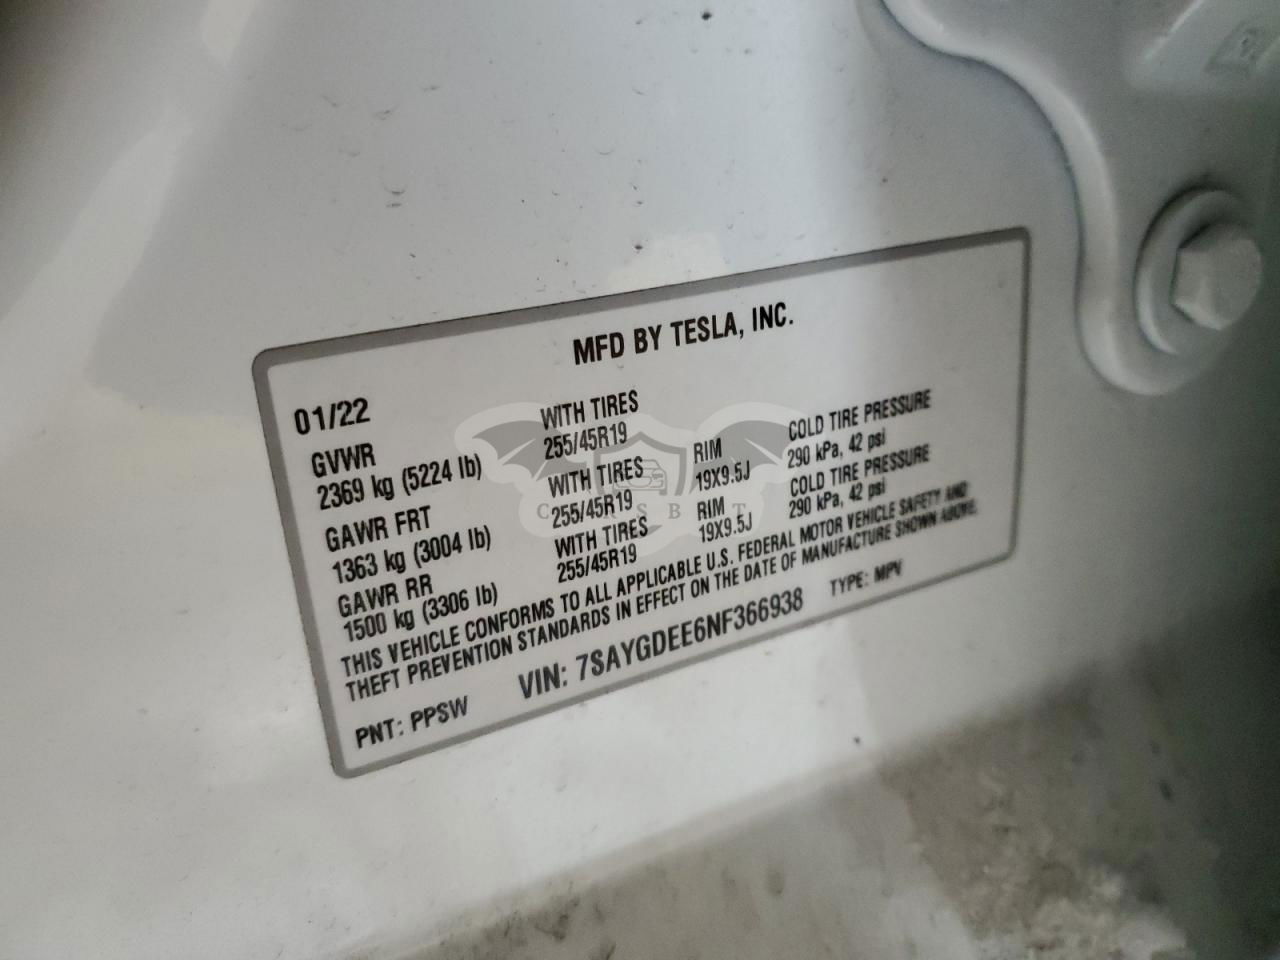 MFD BY TESLA, INC.
01/22
GVWR
2369 kg (5224 lb)
WITH TIRES
255/45R19
GAWR FRT
1363 kg (3004 lb)
WITH TIRES
255/45R19
RIM
19X9.5J
COLD TIRE PRESSURE
290 kPa, 42 psi
GAWR RR
1500 kg (3306 lb)
WITH TIRES
255/45R19
RIM
19X9.5J
COLD TIRE PRESSURE
290 kPa, 42 psi
THIS VEHICLE CONFORMS TO ALL APPLICABLE U.S. FEDERAL MOTOR VEHICLE SAFETY AND
THEFT PREVENTION STANDARDS IN EFFECT ON THE DATE OF MANUFACTURE SHOWN ABOVE.
PNT: PPSW VIN: 7SAYGDEE6NF366938 TYPE: MPV